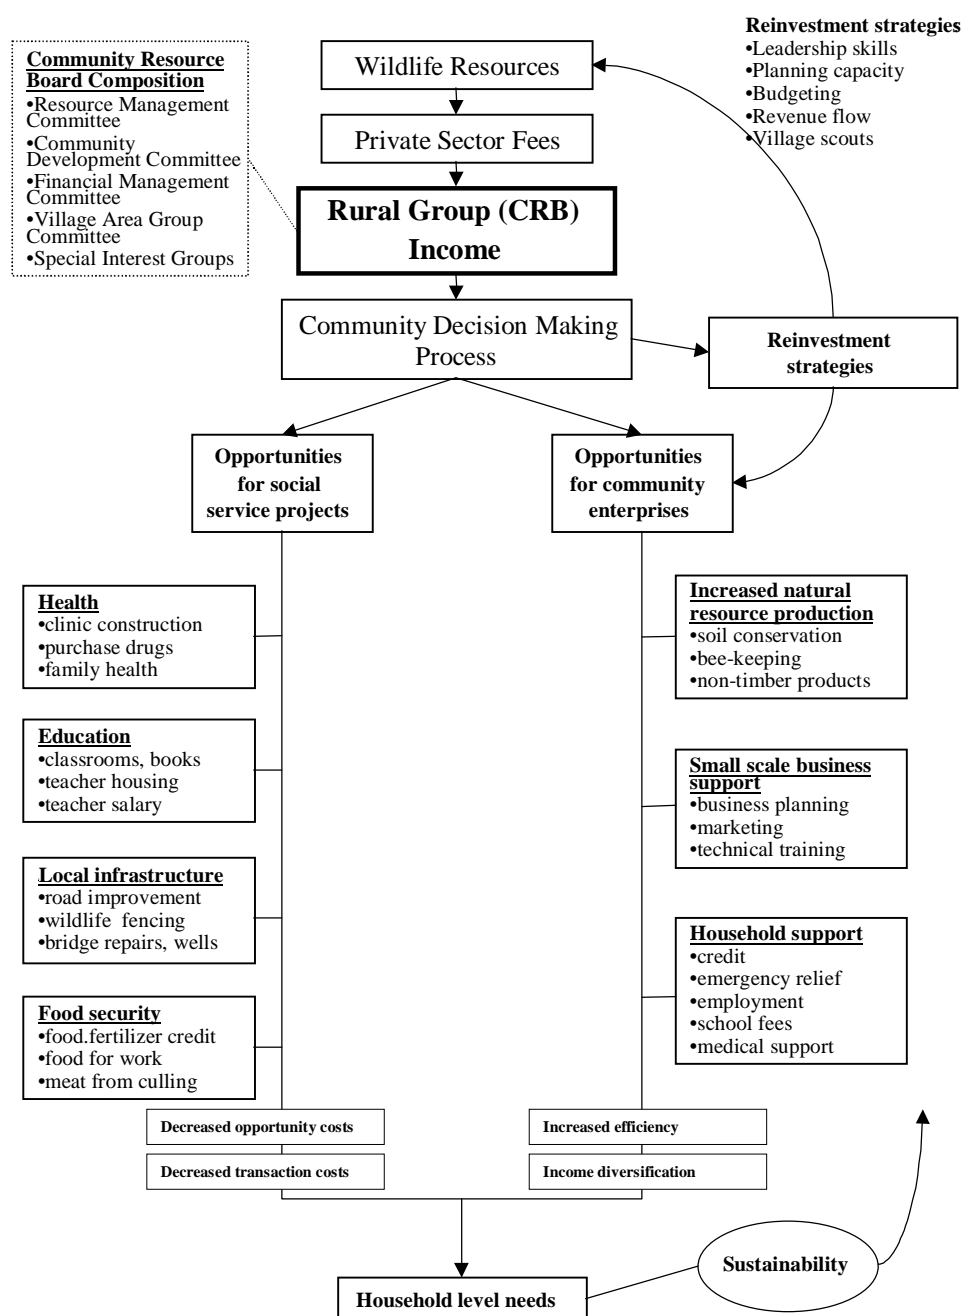 Reinvestment strategies
•Leadership skills
•Planning capacity
•Budgeting
•Revenue flow
•Village scouts
Community Resource
Board Composition
•Resource Management
Committee
•Community
Development Committee
•Financial Management
Committee
•Village Area Group
Committee
•Special Interest Groups
Wildlife Resources
Private Sector Fees
Rural Group (CRB)
Income
Community Decision Making
Process
Reinvestment
strategies
Opportunities
for social
service projects
Opportunities
for community
enterprises
Health
•clinic construction
•purchase drugs
•family health
Education
•classrooms, books
•teacher housing
•teacher salary
Local infrastructure
•road improvement
•wildlife fencing
•bridge repairs, wells
Food security
•food.fertilizer credit
•food for work
•meat from culling
Increased natural
resource production
•soil conservation
•bee-keeping
•non-timber products
Small scale business
support
•business planning
•marketing
•technical training
Household support
•credit
•emergency relief
•employment
•school fees
•medical support
Decreased opportunity costs
Decreased transaction costs
Increased efficiency
Income diversification
Sustainability
Household level needs